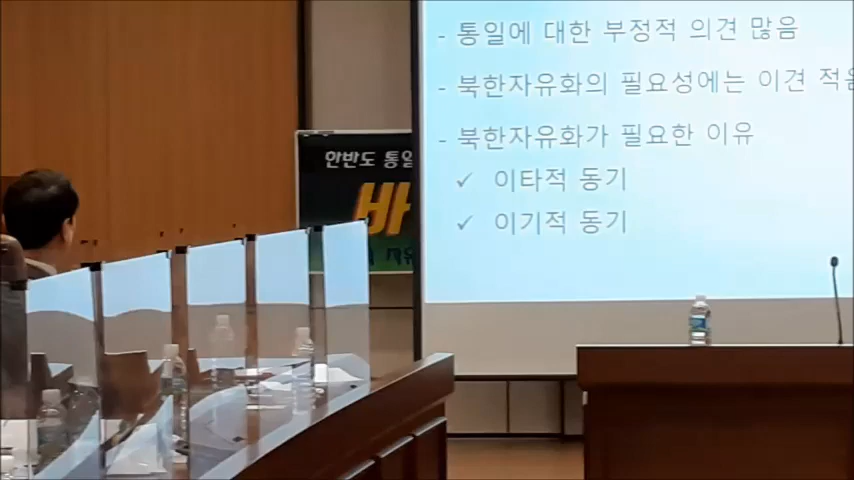 - 통일에 대한 부정적 의견 많음
- 북한자유화의 필요성에는 이견 적음
- 북한자유화가 필요한 이유
✓ 이타적 동기
✓ 이기적 동기
안반도 통일
바